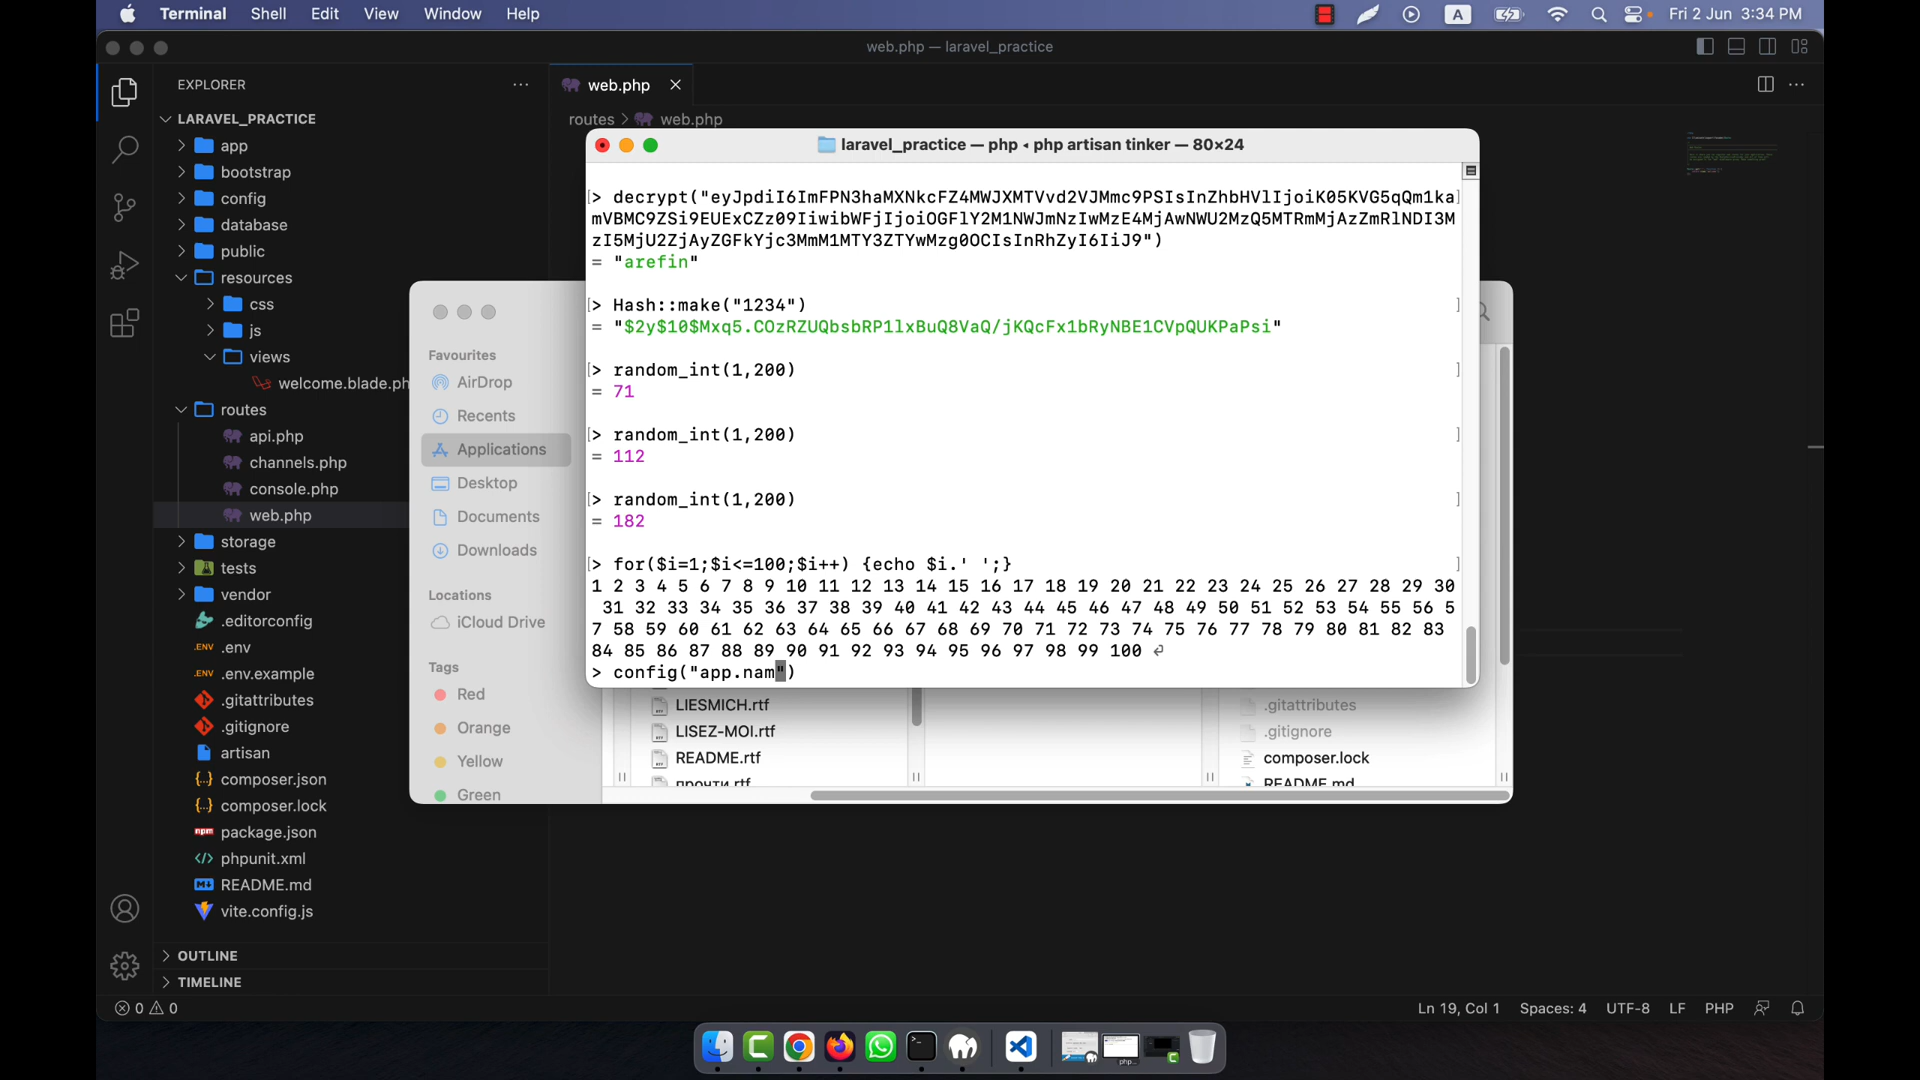 Terminal Shell Edit View Window Help A Fri 2 Jun 3:34 PM
web.php — laravel_practice
EXPLORER
web.php
LARAVEL_PRACTICE
routes > web.php
app
bootstrap
config
database
public
resources
css
js
views
welcome.blade.ph
routes
api.php
channels.php
console.php
web.php
storage
tests
vendor
.editorconfig
.env
.env.example
.gitattributes
.gitignore
artisan
composer.json
composer.lock
package.json
phpunit.xml
README.md
vite.config.js
OUTLINE
TIMELINE
0 0
Ln 19, Col 1 Spaces: 4 UTF-8 LF PHP
Favourites
AirDrop
Recents
Applications
Desktop
Documents
Downloads
Locations
iCloud Drive
Tags
Red
Orange
Yellow
Green
LIESMICH.rtf
LISEZ-MOI.rtf
README.rtf
прочти.rtf
.gitattributes
.gitignore
composer.lock
README.md
laravel_practice — php ◂ php artisan tinker — 80×24
> decrypt("eyJpdiI6ImFPN3haMXNkcFZ4MWJXMTVvd2VJMmc9PSIsInZhbHVlIjoiK05KVG5qQm1ka
mVBMC9ZSi9EUExCZz09IiwibWFjIjoiOGFlY2M1NWJmNzIwMzE4MjAwNWU2MzQ5MTRmMjAzZmRlNDI3M
zI5MjU2ZjAyZGFkYjc3MmM1MTY3ZTYwMzg0OCIsInRhZyI6IiJ9")
= "arefin"
> Hash::make("1234")
= "$2y$10$Mxq5.COzRZUQbsbRP1lxBuQ8VaQ/jKQcFx1bRyNBE1CVpQUKPaPsi"
> random_int(1,200)
= 71
> random_int(1,200)
= 112
> random_int(1,200)
= 182
> for($i=1;$i<=100;$i++) {echo $i.' ';}
1 2 3 4 5 6 7 8 9 10 11 12 13 14 15 16 17 18 19 20 21 22 23 24 25 26 27 28 29 30
31 32 33 34 35 36 37 38 39 40 41 42 43 44 45 46 47 48 49 50 51 52 53 54 55 56 5
7 58 59 60 61 62 63 64 65 66 67 68 69 70 71 72 73 74 75 76 77 78 79 80 81 82 83
84 85 86 87 88 89 90 91 92 93 94 95 96 97 98 99 100 ⏎
> config("app.nam")